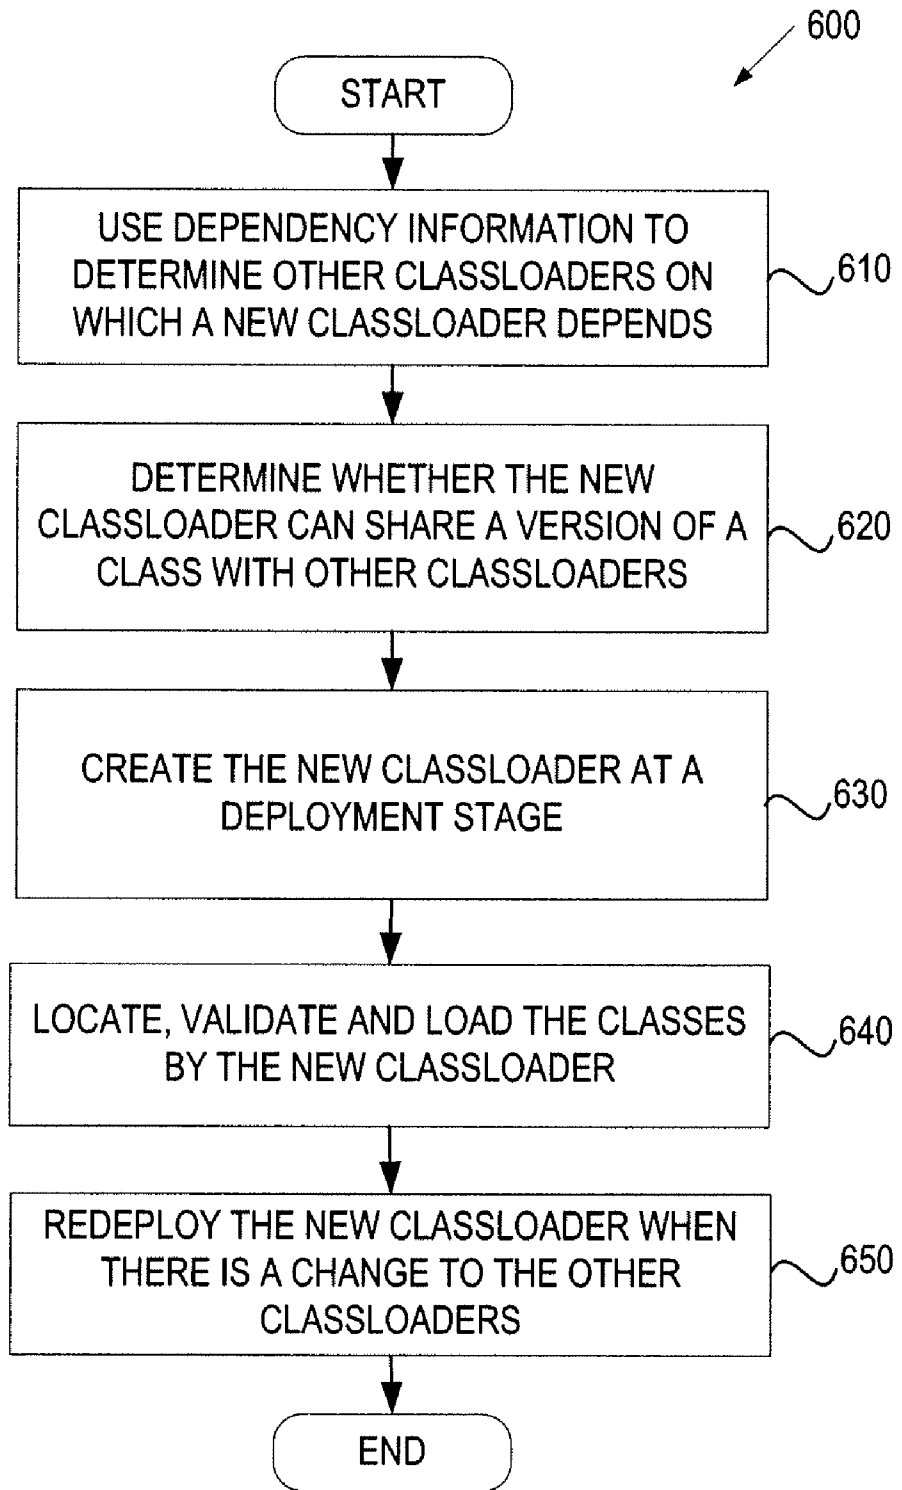 600
START
USE DEPENDENCY INFORMATION TO
DETERMINE OTHER CLASSLOADERS ON
WHICH A NEW CLASSLOADER DEPENDS
610
DETERMINE WHETHER THE NEW
CLASSLOADER CAN SHARE A VERSION OF A
CLASS WITH OTHER CLASSLOADERS
620
CREATE THE NEW CLASSLOADER AT A
DEPLOYMENT STAGE
630
LOCATE, VALIDATE AND LOAD THE CLASSES
BY THE NEW CLASSLOADER
640
REDEPLOY THE NEW CLASSLOADER WHEN
THERE IS A CHANGE TO THE OTHER
CLASSLOADERS
650
END